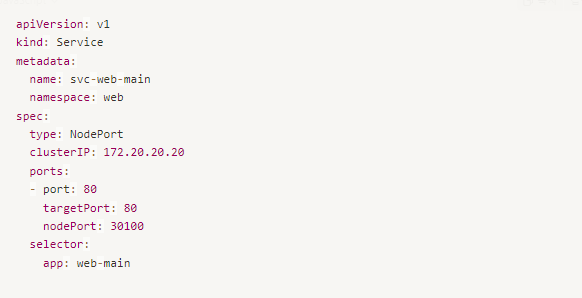 apiVersion: v1
kind: Service
metadata:
  name: svc-web-main
  namespace: web
spec:
  type: NodePort
  clusterIP: 172.20.20.20
  ports:
  - port: 80
    targetPort: 80
    nodePort: 30100
  selector:
    app: web-main